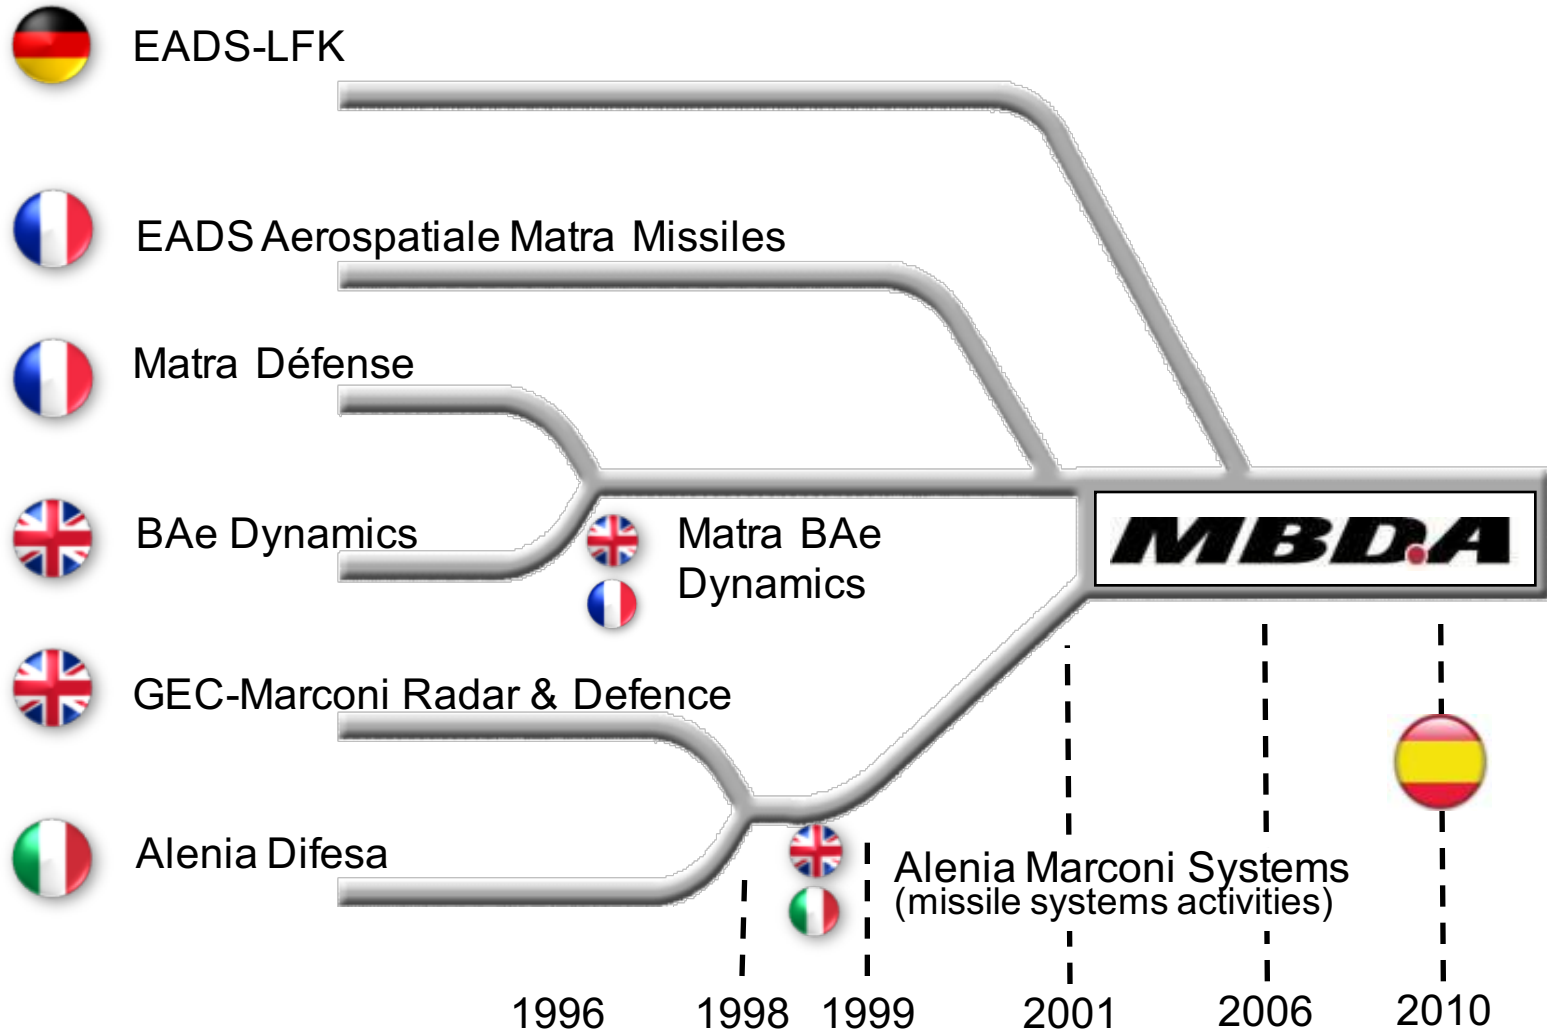 EADS-LFK
EADS Aerospatiale Matra Missiles
Matra Défense
BAe Dynamics
Matra BAe
Dynamics
MBDA
GEC-Marconi Radar & Defence
Alenia Difesa
Alenia Marconi Systems
(missile systems activities)
1996 1998 1999 2001 2006 2010